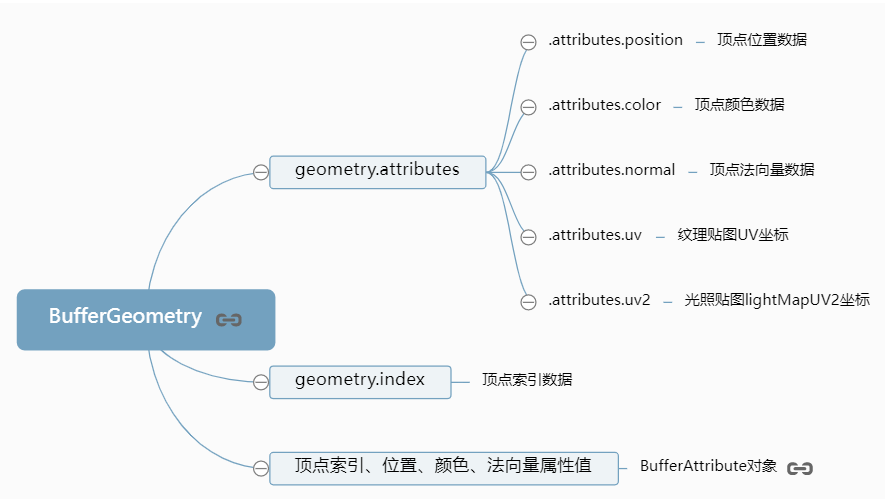 .attributes.position – 顶点位置数据
.attributes.color – 顶点颜色数据
geometry.attributes
.attributes.normal – 顶点法向量数据
.attributes.uv – 纹理贴图UV坐标
.attributes.uv2 – 光照贴图lightMapUV2坐标
BufferGeometry
geometry.index – 顶点索引数据
顶点索引、位置、颜色、法向量属性值 – BufferAttribute对象